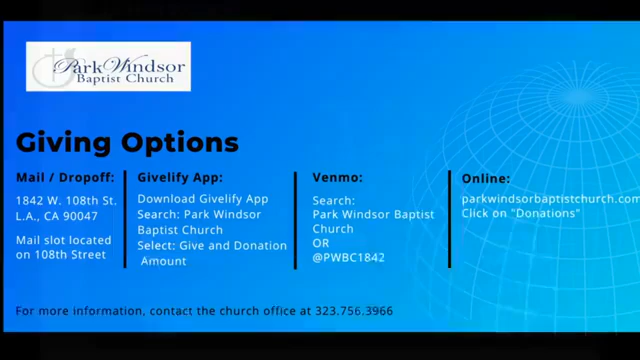 Park Windsor
Baptist Church
Giving Options
Mail / Dropoff:
1842 W. 108th St.
L.A., CA 90047
Mail slot located
on 108th Street
Givelify App:
Download Givelify App
Search: Park Windsor
Baptist Church
Select: Give and Donation
Amount
Venmo:
Search:
Park Windsor Baptist
Church
OR
@PWBC1842
Online:
parkwindsorbaptistchurch.com
Click on "Donations"
For more information, contact the church office at 323.756.3966